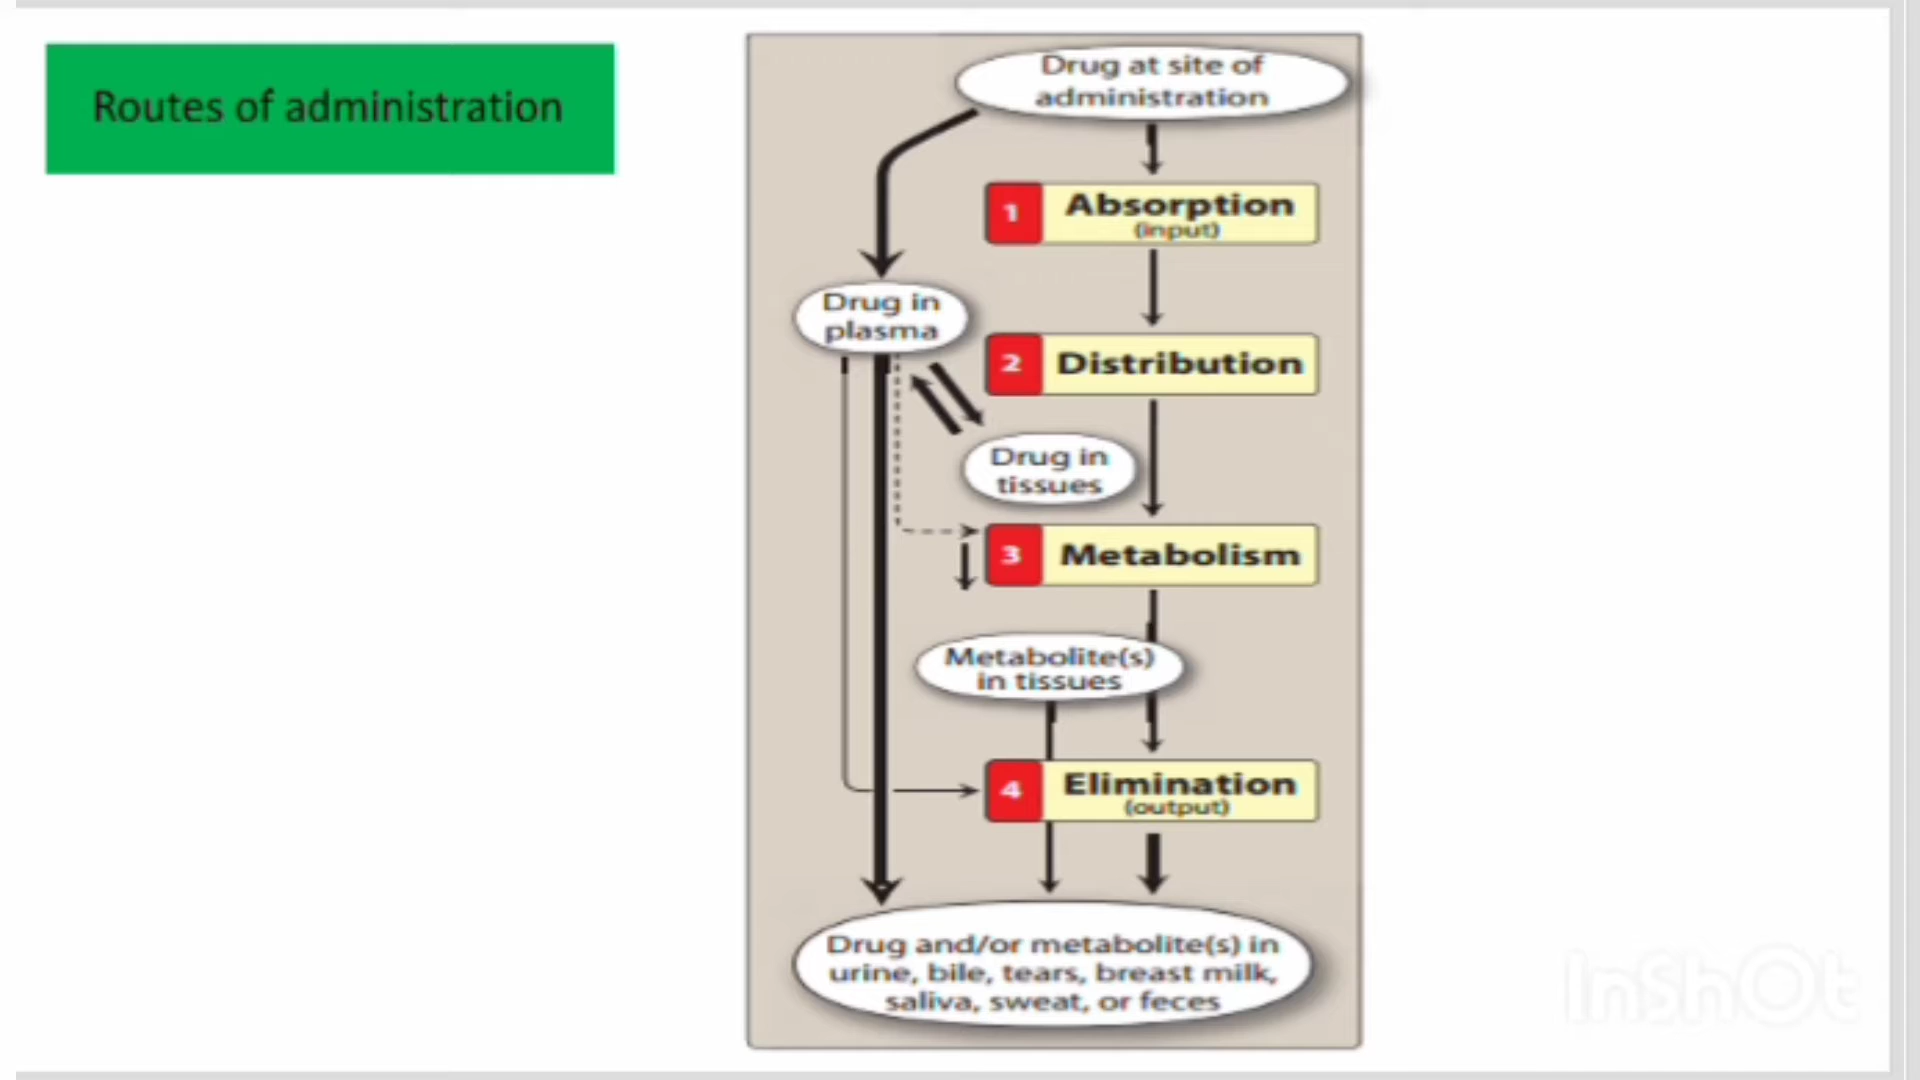 Routes of administration
Drug at site of
administration
1
Absorption
(input)
Drug in
plasma
2
Distribution
Drug in
tissues
3
Metabolism
Metabolite(s)
in tissues
4
Elimination
(output)
Drug and/or metabolite(s) in
urine, bile, tears, breast milk,
saliva, sweat, or feces
InShOt